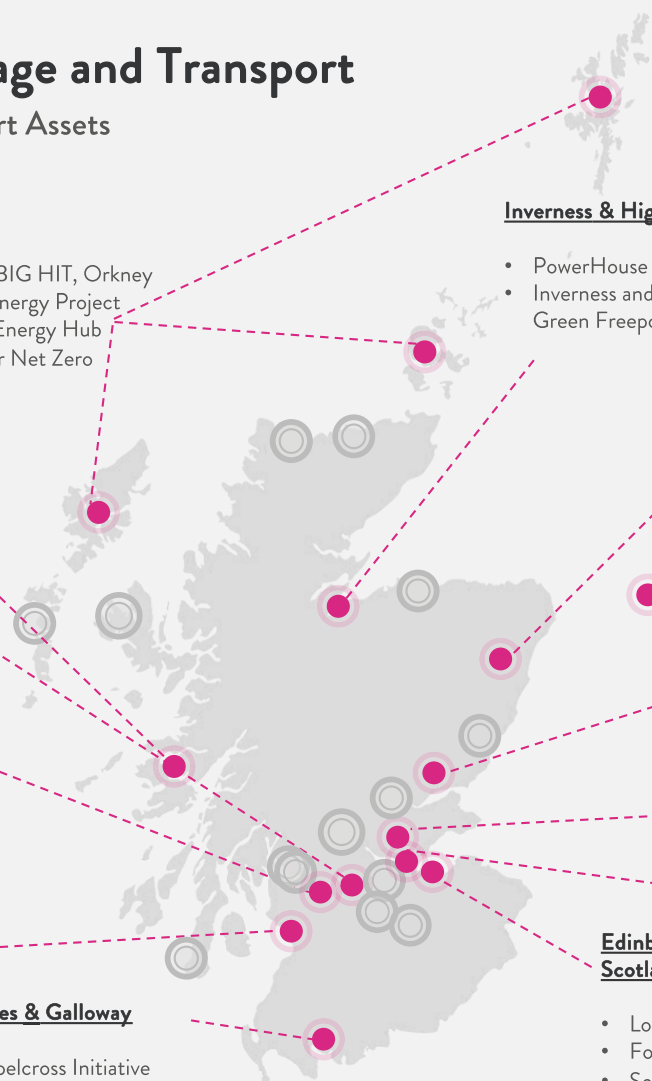 age and Transport
rt Assets
Inverness & Hig
BIG HIT, Orkney
nergy Project
Energy Hub
r Net Zero
• PowerHouse
• Inverness and
Green Freepo
Edinb
Scotla
• Lo
• Fo
• So
es & Galloway
pelcross Initiative